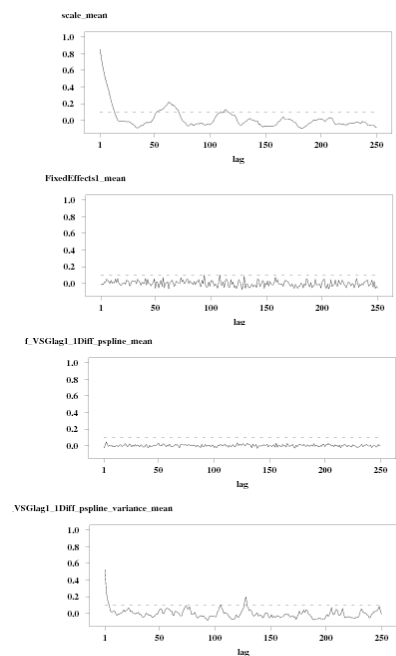 scale_mean
1.0
0.8
0.6
0.4
0.2
0.0
1 50 100 150 200 250
lag
FixedEffects1_mean
1.0
0.8
0.6
0.4
0.2
0.0
1 50 100 150 200 250
lag
f_VSGlag1_1Diff_pspline_mean
1.0
0.8
0.6
0.4
0.2
0.0
1 50 100 150 200 250
lag
_VSGlag1_1Diff_pspline_variance_mean
1.0
0.8
0.6
0.4
0.2
0.0
1 50 100 150 200 250
lag